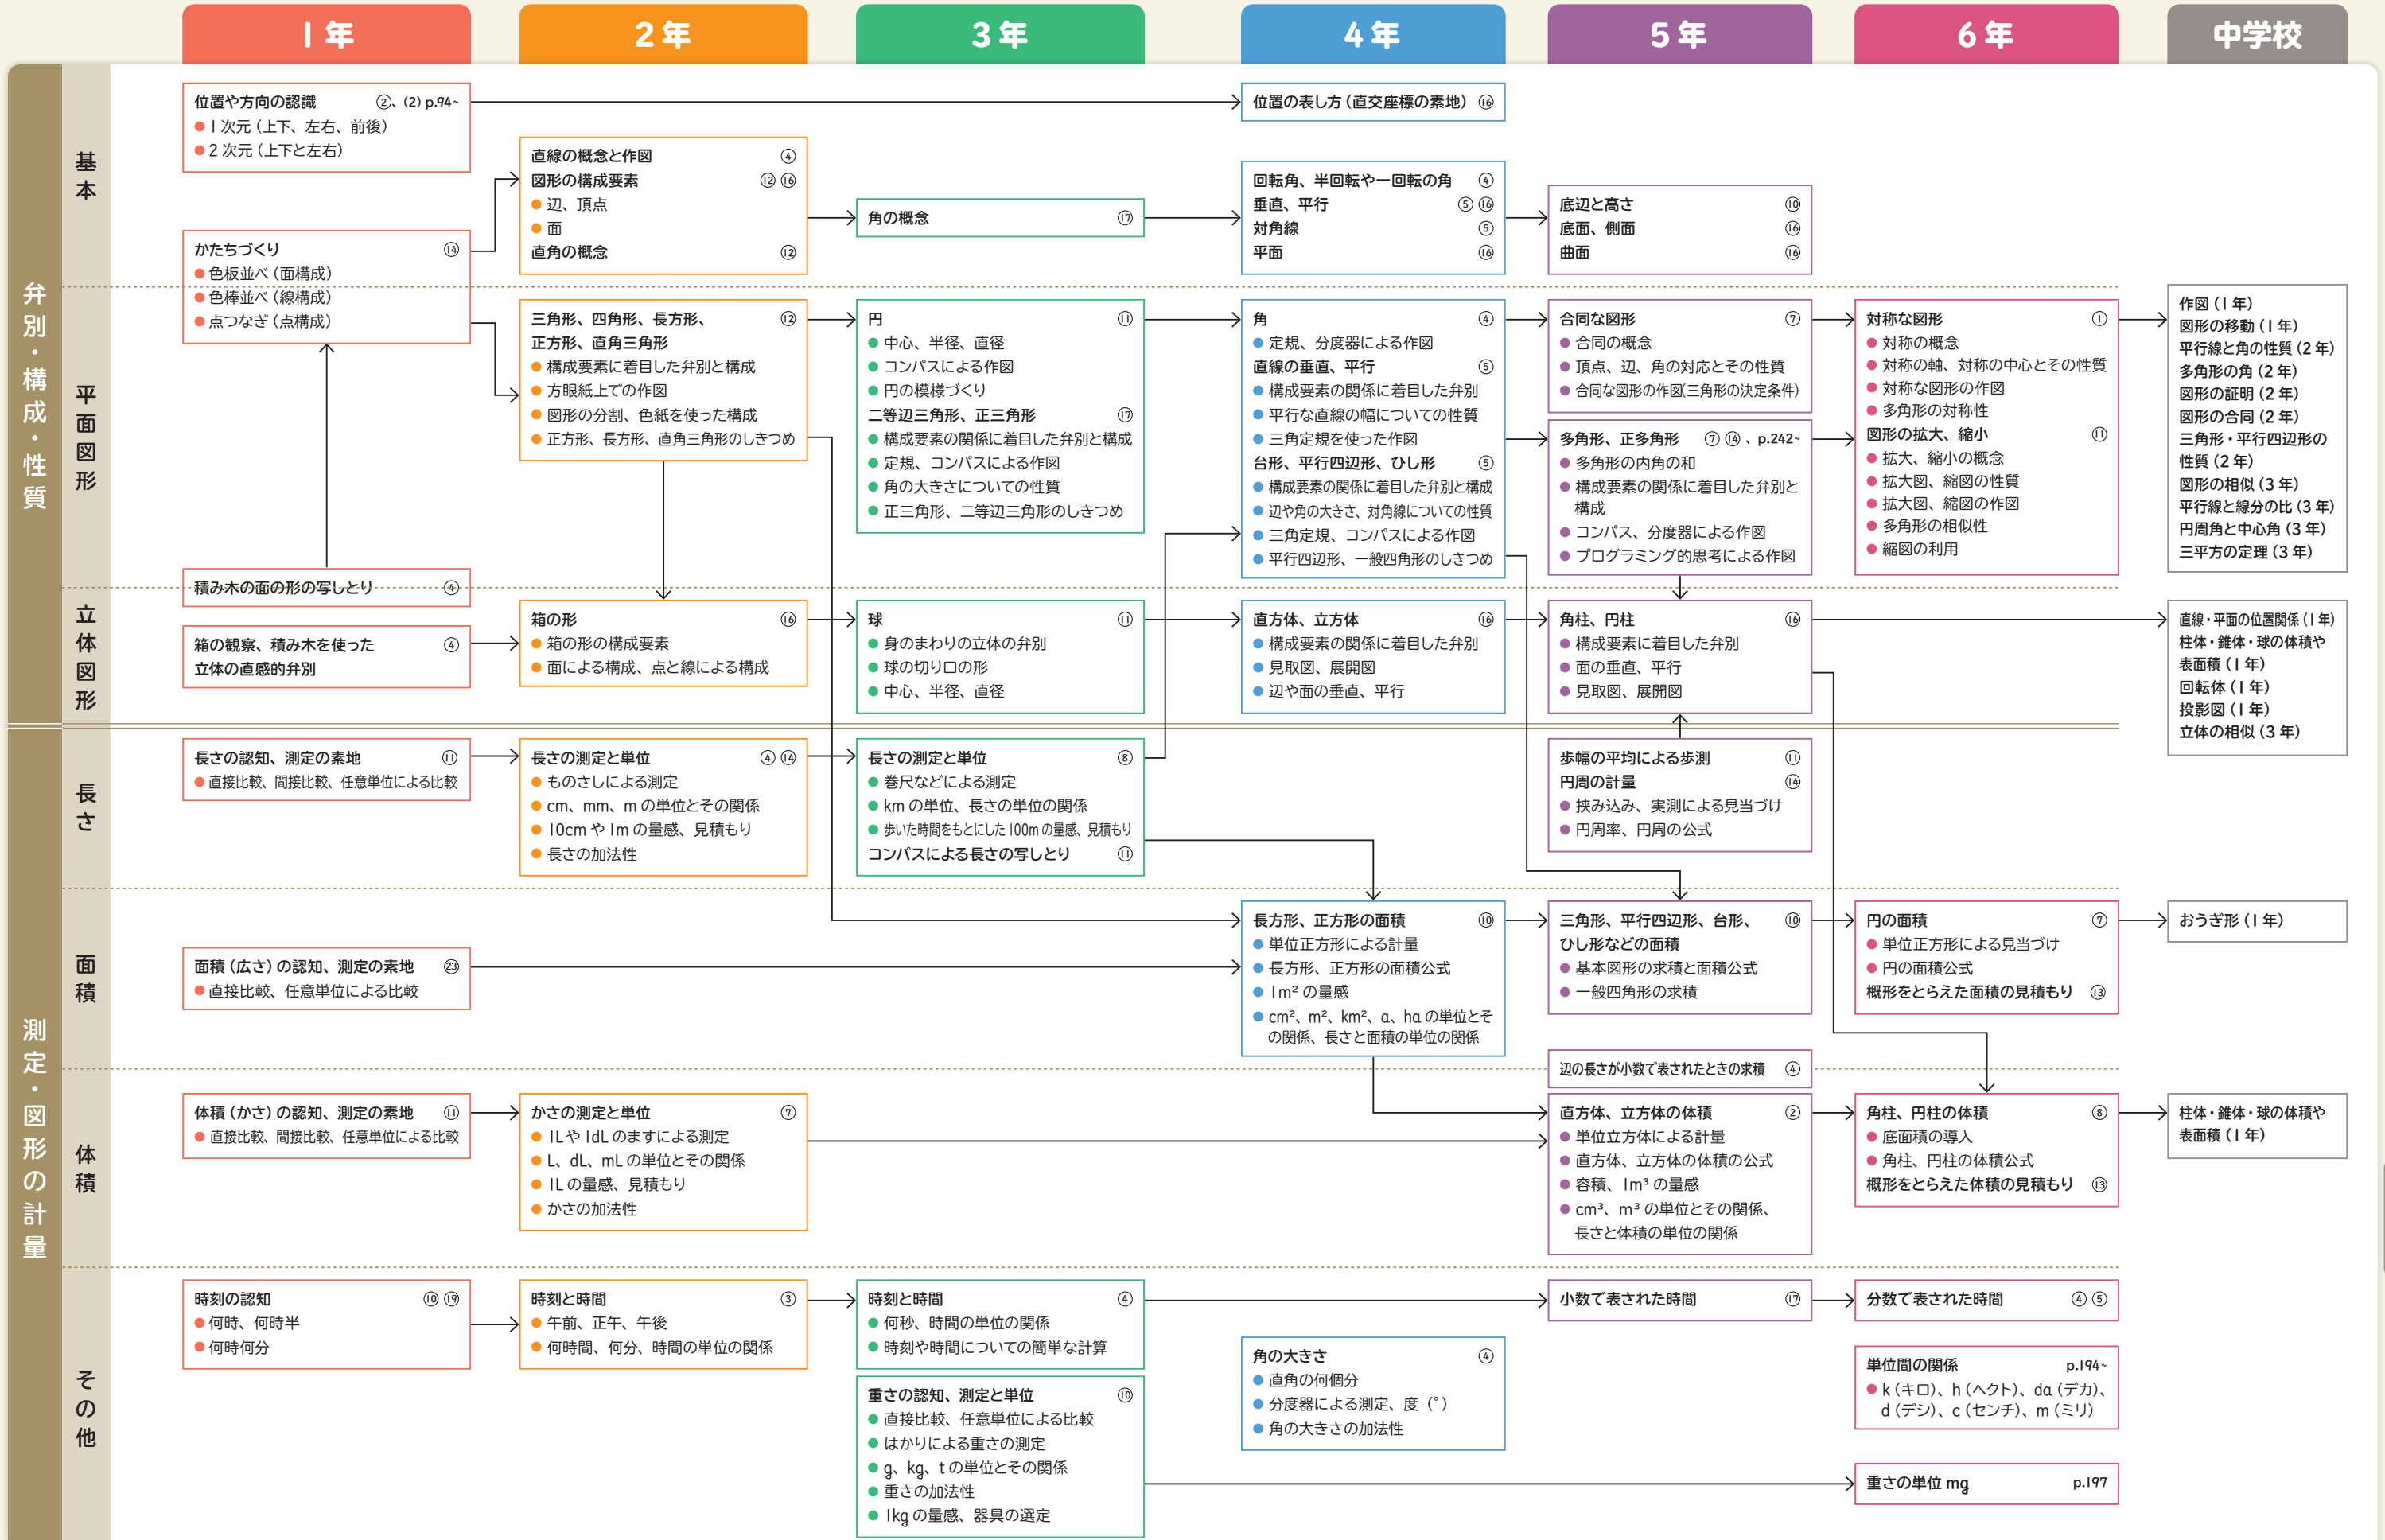 1年
2年
3年
4年
5年
6年
中学校
弁別・構成・性質
基本
位置や方向の認識 ②、(2) p.94~
●1次元（上下、左右、前後）
●2次元（上下と左右）
かたちづくり ⑭
●色板並べ（面構成）
●色棒並べ（線構成）
●点つなぎ（点構成）
直線の概念と作図 ④
図形の構成要素 ⑫ ⑯
●辺、頂点
●面
直角の概念 ⑫
角の概念 ⑰
位置の表し方（直交座標の素地） ⑯
回転角、半回転や一回転の角 ④
垂直、平行 ⑤ ⑯
対角線 ⑤
平面 ⑯
底辺と高さ ⑩
底面、側面 ⑯
曲面 ⑯
平面図形
三角形、四角形、長方形、 ⑫
正方形、直角三角形
●構成要素に着目した弁別と構成
●方眼紙上での作図
●図形の分割、色紙を使った構成
●正方形、長方形、直角三角形のしきつめ
円 ⑪
●中心、半径、直径
●コンパスによる作図
●円の模様づくり
二等辺三角形、正三角形 ⑰
●構成要素の関係に着目した弁別と構成
●定規、コンパスによる作図
●角の大きさについての性質
●正三角形、二等辺三角形のしきつめ
角 ④
●定規、分度器による作図
直線の垂直、平行 ⑤
●構成要素の関係に着目した弁別
●平行な直線の幅についての性質
●三角定規を使った作図
台形、平行四辺形、ひし形 ⑤
●構成要素の関係に着目した弁別と構成
●辺や角の大きさ、対角線についての性質
●三角定規、コンパスによる作図
●平行四辺形、一般四角形のしきつめ
合同な図形 ⑦
●合同の概念
●頂点、辺、角の対応とその性質
●合同な図形の作図(三角形の決定条件)
多角形、正多角形 ⑦ ⑭ 、p.242~
●多角形の内角の和
●構成要素の関係に着目した弁別と
構成
●コンパス、分度器による作図
●プログラミング的思考による作図
対称な図形 ①
●対称の概念
●対称の軸、対称の中心とその性質
●対称な図形の作図
●多角形の対称性
図形の拡大、縮小 ⑪
●拡大、縮小の概念
●拡大図、縮図の性質
●拡大図、縮図の作図
●多角形の相似性
●縮図の利用
作図（1年）
図形の移動（1年）
平行線と角の性質（2年）
多角形の角（2年）
図形の証明（2年）
図形の合同（2年）
三角形・平行四辺形の
性質（2年）
図形の相似（3年）
平行線と線分の比（3年）
円周角と中心角（3年）
三平方の定理（3年）
積み木の面の形の写しとり ④
立体図形
箱の観察、積み木を使った ④
立体の直感的弁別
箱の形 ⑯
●箱の形の構成要素
●面による構成、点と線による構成
球 ⑪
●身のまわりの立体の弁別
●球の切り口の形
●中心、半径、直径
直方体、立方体 ⑯
●構成要素の関係に着目した弁別
●見取図、展開図
●辺や面の垂直、平行
角柱、円柱 ⑯
●構成要素に着目した弁別
●面の垂直、平行
●見取図、展開図
直線・平面の位置関係（1年）
柱体・錐体・球の体積や
表面積（1年）
回転体（1年）
投影図（1年）
立体の相似（3年）
測定・図形の計量
長さ
長さの認知、測定の素地 ⑪
●直接比較、間接比較、任意単位による比較
長さの測定と単位 ④ ⑭
●ものさしによる測定
●cm、mm、mの単位とその関係
●10cmや1mの量感、見積もり
●長さの加法性
長さの測定と単位 ⑧
●巻尺などによる測定
●kmの単位、長さの単位の関係
●歩いた時間をもとにした100mの量感、見積もり
コンパスによる長さの写しとり ⑪
歩幅の平均による歩測 ⑪
円周の計量 ⑭
●挟み込み、実測による見当づけ
●円周率、円周の公式
面積
面積（広さ）の認知、測定の素地 ㉓
●直接比較、任意単位による比較
長方形、正方形の面積 ⑩
●単位正方形による計量
●長方形、正方形の面積公式
●1m²の量感
●cm²、m²、km²、a、haの単位とそ
の関係、長さと面積の単位の関係
三角形、平行四辺形、台形、 ⑩
ひし形などの面積
●基本図形の求積と面積公式
●一般四角形の求積
円の面積 ⑦
●単位正方形による見当づけ
●円の面積公式
概形をとらえた面積の見積もり ⑬
おうぎ形（1年）
辺の長さが小数で表されたときの求積 ④
体積
体積（かさ）の認知、測定の素地 ⑪
●直接比較、間接比較、任意単位による比較
かさの測定と単位 ⑦
●1Lや1dLのますによる測定
●L、dL、mLの単位とその関係
●1Lの量感、見積もり
●かさの加法性
直方体、立方体の体積 ②
●単位立方体による計量
●直方体、立方体の体積の公式
●容積、1m³の量感
●cm³、m³の単位とその関係、
長さと体積の単位の関係
角柱、円柱の体積 ⑧
●底面積の導入
●角柱、円柱の体積公式
概形をとらえた体積の見積もり ⑬
柱体・錐体・球の体積や
表面積（1年）
その他
時刻の認知 ⑩ ⑲
●何時、何時半
●何時何分
時刻と時間 ③
●午前、正午、午後
●何時間、何分、時間の単位の関係
時刻と時間 ④
●何秒、時間の単位の関係
●時刻や時間についての簡単な計算
重さの認知、測定と単位 ⑩
●直接比較、任意単位による比較
●はかりによる重さの測定
●g、kg、tの単位とその関係
●重さの加法性
●1kgの量感、器具の選定
角の大きさ ④
●直角の何個分
●分度器による測定、度（°）
●角の大きさの加法性
小数で表された時間 ⑰
分数で表された時間 ④ ⑤
単位間の関係 p.194~
●k（キロ）、h（ヘクト）、da（デカ）、
d（デシ）、c（センチ）、m（ミリ）
重さの単位 mg p.197